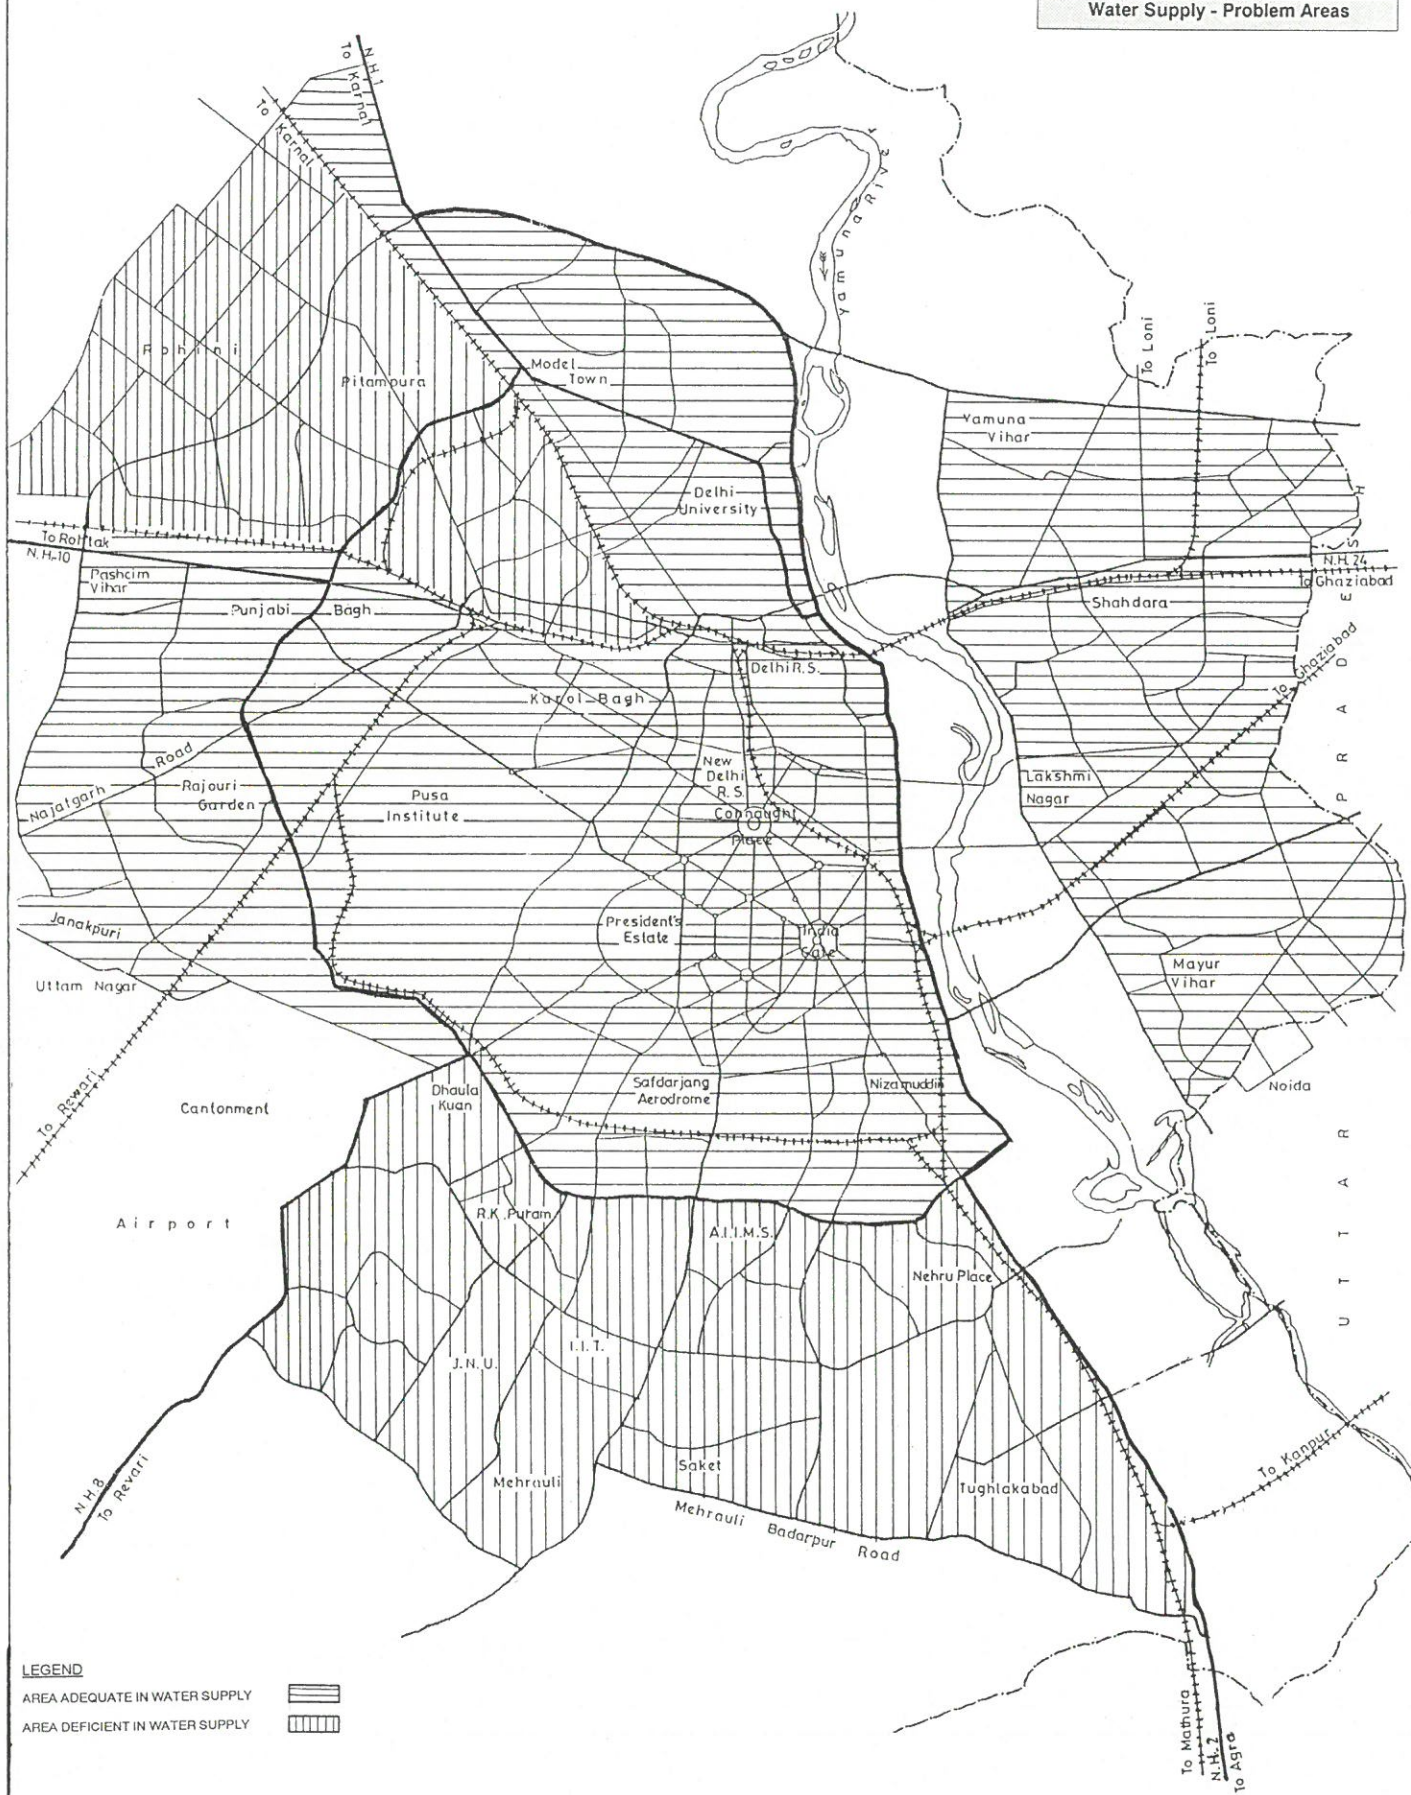 Water Supply - Problem Areas
N.H.1
To Karnal
To Karnal
Yamuna River
To Loni
To Loni
Rohini
Pitampura
Model
Town
Yamuna
Vihar
Delhi
University
To Rohtak
N.H-10
N.H. 24
To Ghaziabad
Pashcim
Vihar
Punjabi Bagh
Shahdara
Delhi R.S.
To Ghaziabad
Karol Bagh
Najafgarh Road
Rajouri
Garden
Pusa
Institute
New
Delhi
R.S.
Connaught
Place
Lakshmi
Nagar
Janakpuri
President's
Estate
India
Gate
Uttam Nagar
Mayur
Vihar
To Rewari
Cantonment
Dhaula
Kuan
Safdarjang
Aerodrome
Nizamuddin
Noida
UTTAR PRADESH
Airport
R.K. Puram
A.I.I.M.S.
Nehru Place
J.N.U.
I.I.T.
N.H.8
To Revari
Mehrauli
Saket
Tughlakabad
To Kanpur
Mehrauli Badarpur Road
LEGEND
AREA ADEQUATE IN WATER SUPPLY
AREA DEFICIENT IN WATER SUPPLY
To Mathura
N.H.2
To Agra